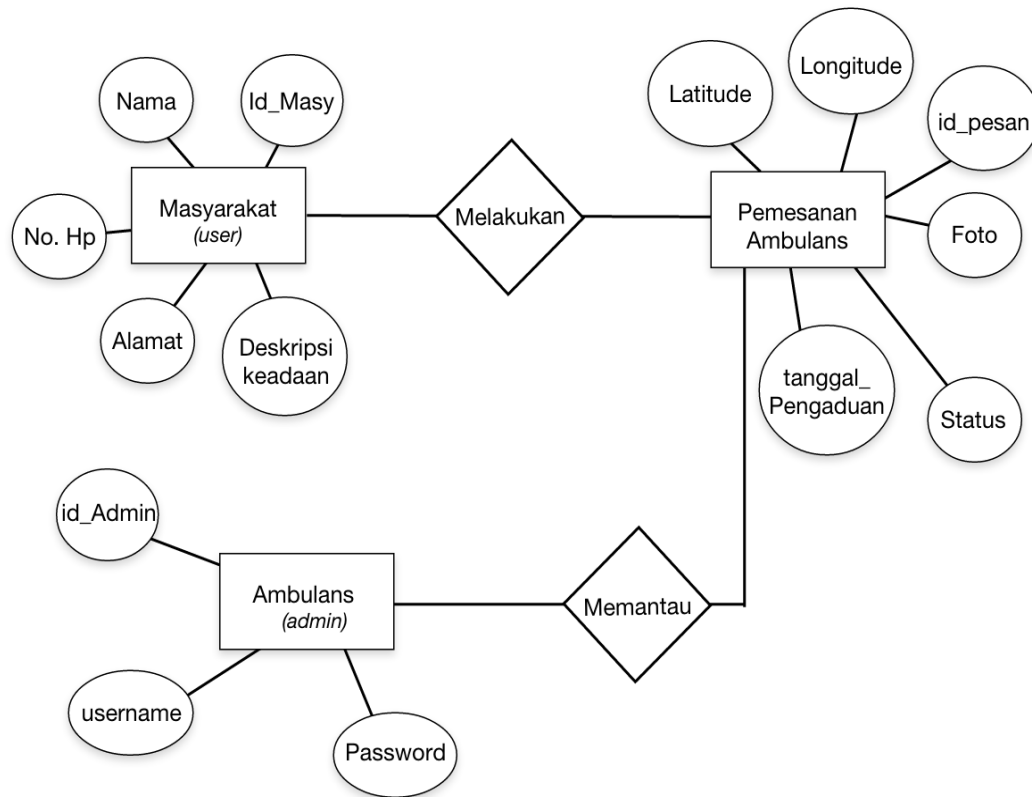 Longitude
Latitude
Nama
Id_Masy
id_pesan
Masyarakat
(user)
Melakukan
Pemesanan
Ambulans
No. Hp
Foto
Alamat
Deskripsi
keadaan
tanggal_
Pengaduan
Status
id_Admin
Ambulans
(admin)
Memantau
username
Password